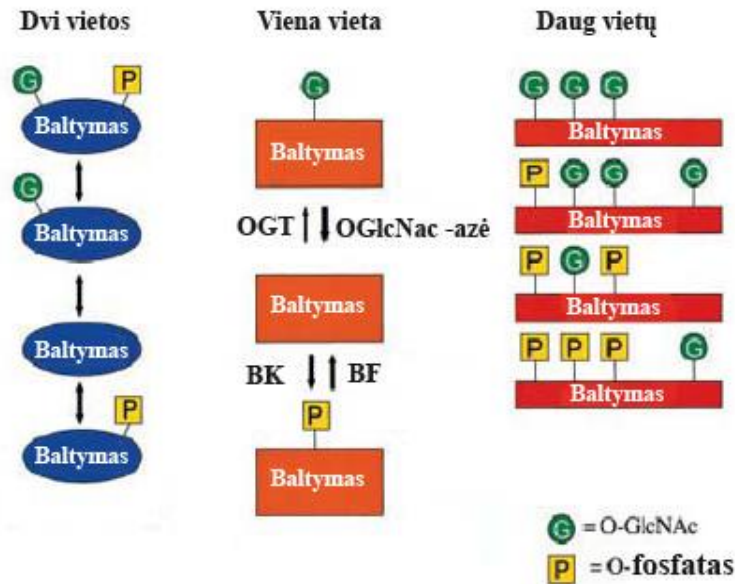 Dvi vietos
G
P
Baltymas
G
Baltymas
Baltymas
P
Baltymas
Viena vieta
G
Baltymas
OGT
OGlcNac -azė
Baltymas
BK
BF
P
Baltymas
Daug vietų
G G G
Baltymas
P G G G
Baltymas
P G P
Baltymas
P P P G
Baltymas
G = O-GlcNAc
P = O-fosfatas